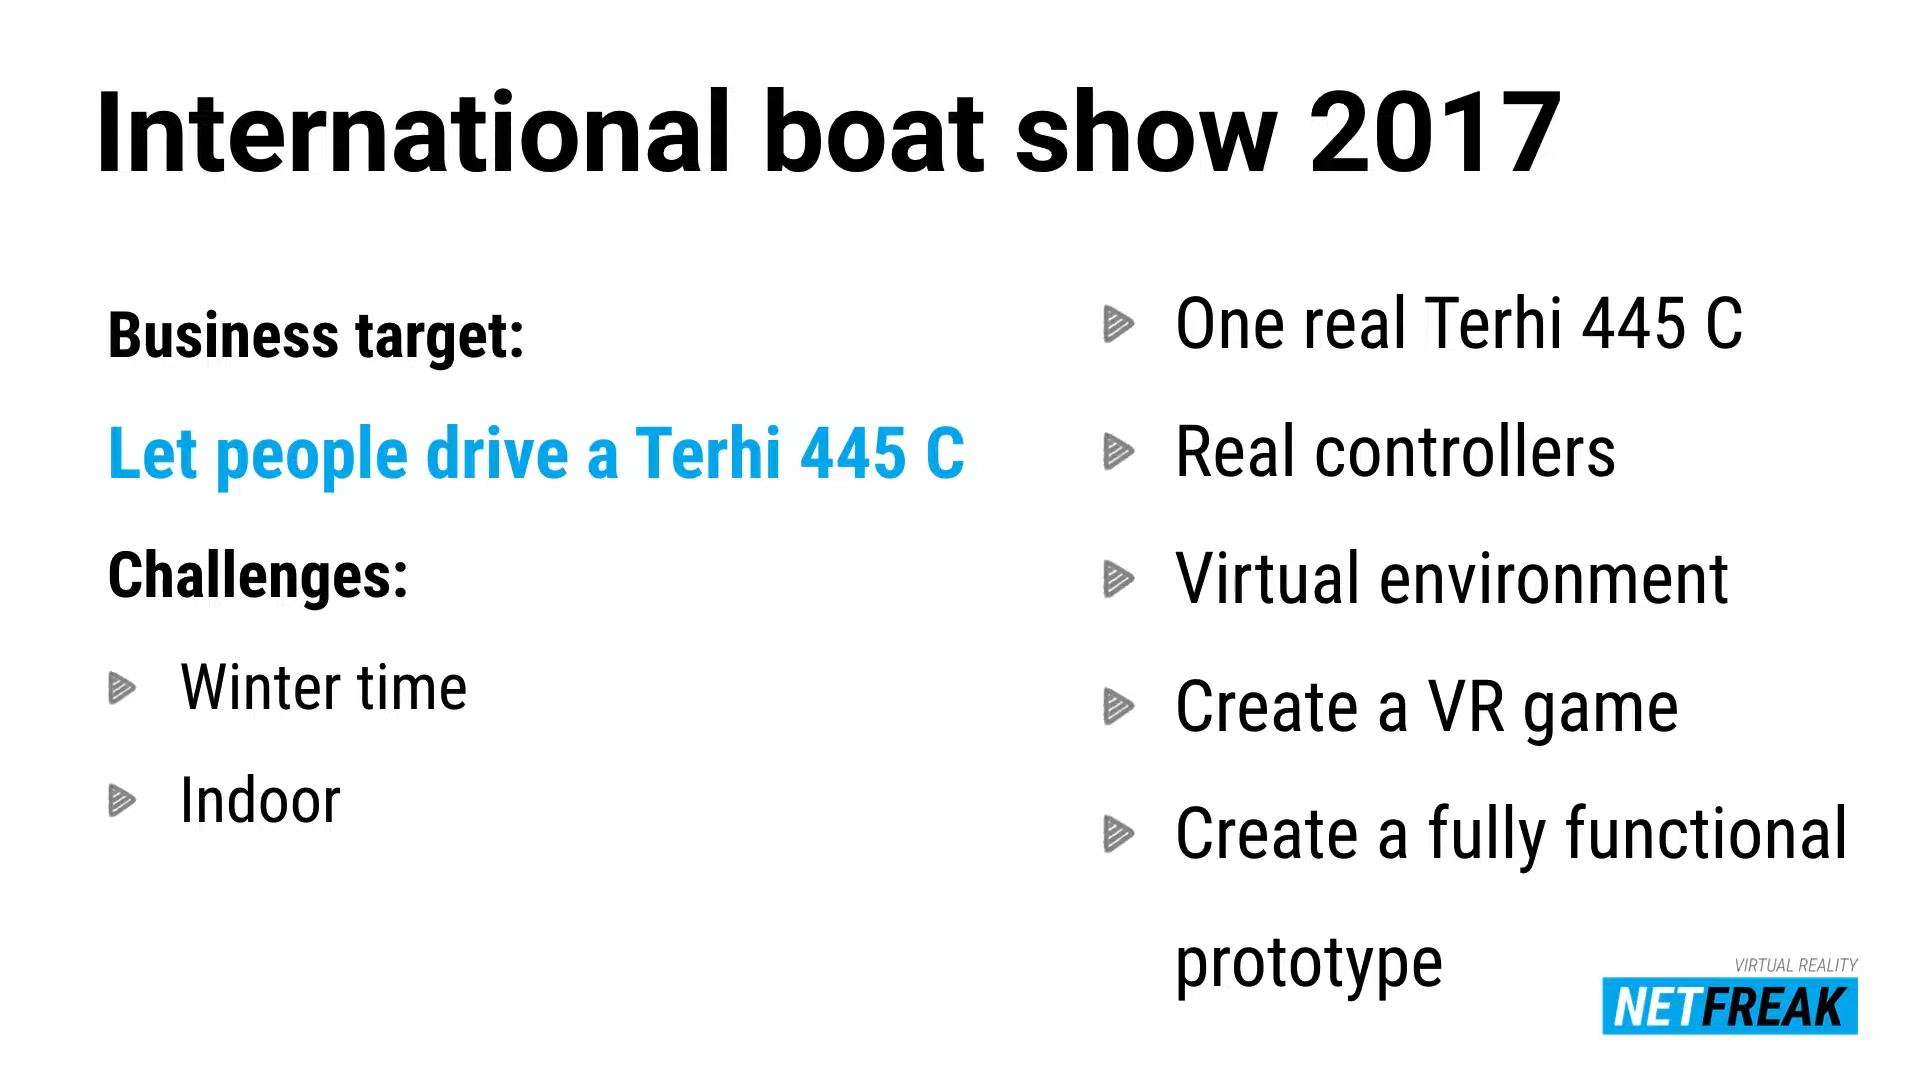 International boat show 2017
Business target:
Let people drive a Terhi 445 C
Challenges:
Winter time
Indoor
One real Terhi 445 C
Real controllers
Virtual environment
Create a VR game
Create a fully functional
prototype
VIRTUAL REALITY
NETFREAK